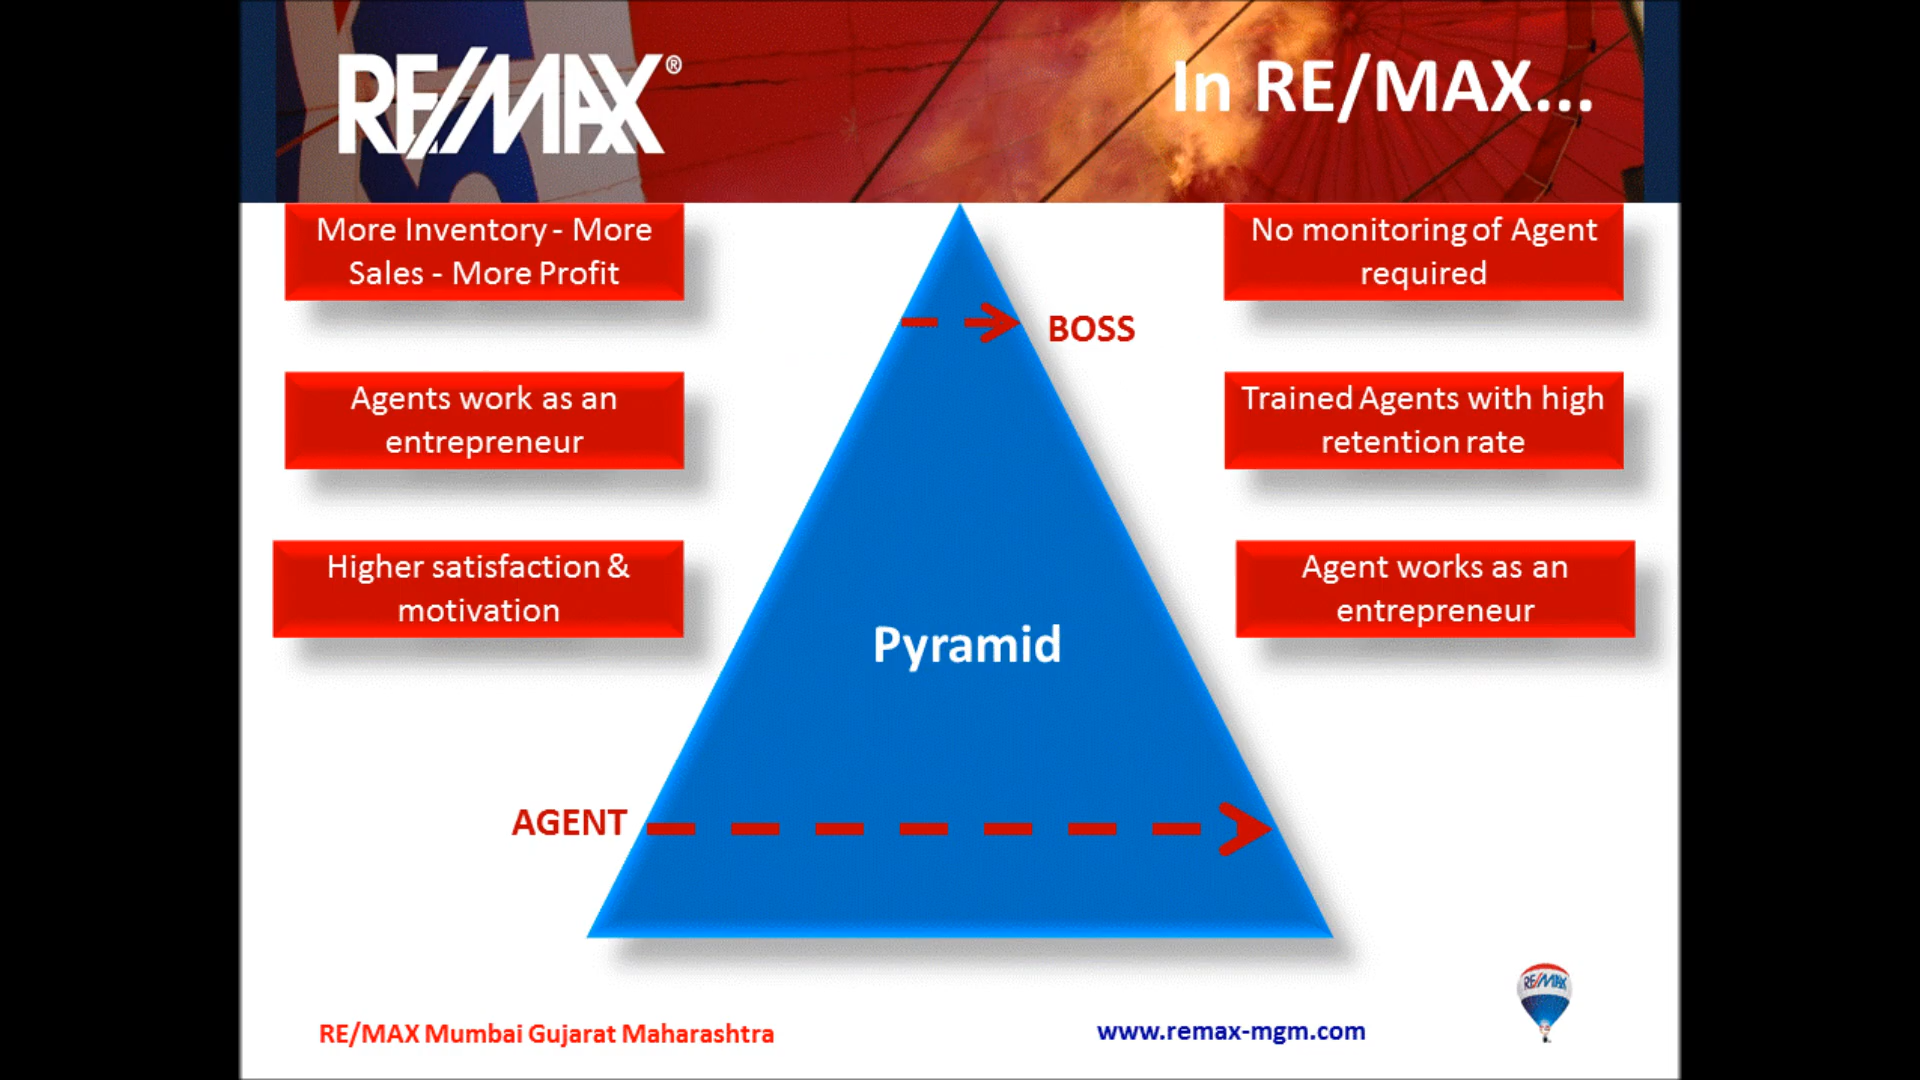 RE/MAX®
In RE/MAX...
More Inventory - More
Sales - More Profit
No monitoring of Agent
required
BOSS
Agents work as an
entrepreneur
Trained Agents with high
retention rate
Higher satisfaction &
motivation
Agent works as an
entrepreneur
Pyramid
AGENT
RE/MAX
RE/MAX Mumbai Gujarat Maharashtra
www.remax-mgm.com